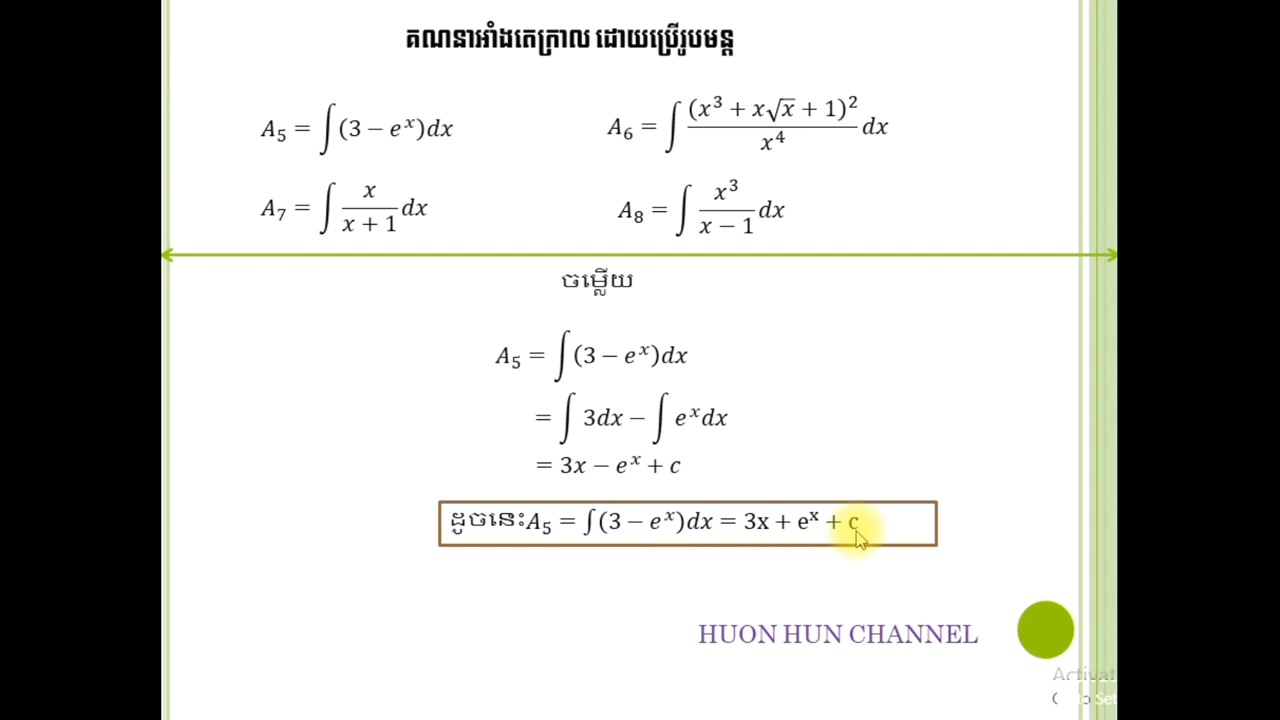 គណនាអាំងតេក្រាល ដោយប្រើរូបមន្ត
A₅ = ∫(3 − eˣ)dx A₆ = ∫ (x³ + x√x + 1)² / x⁴ dx
A₇ = ∫ x / (x + 1) dx A₈ = ∫ x³ / (x − 1) dx
ចម្លើយ
A₅ = ∫(3 − eˣ)dx
= ∫ 3dx − ∫ eˣdx
= 3x − eˣ + c
ដូចនេះA₅ = ∫(3 − eˣ)dx = 3x + eˣ + c
HUON HUN CHANNEL
Activat